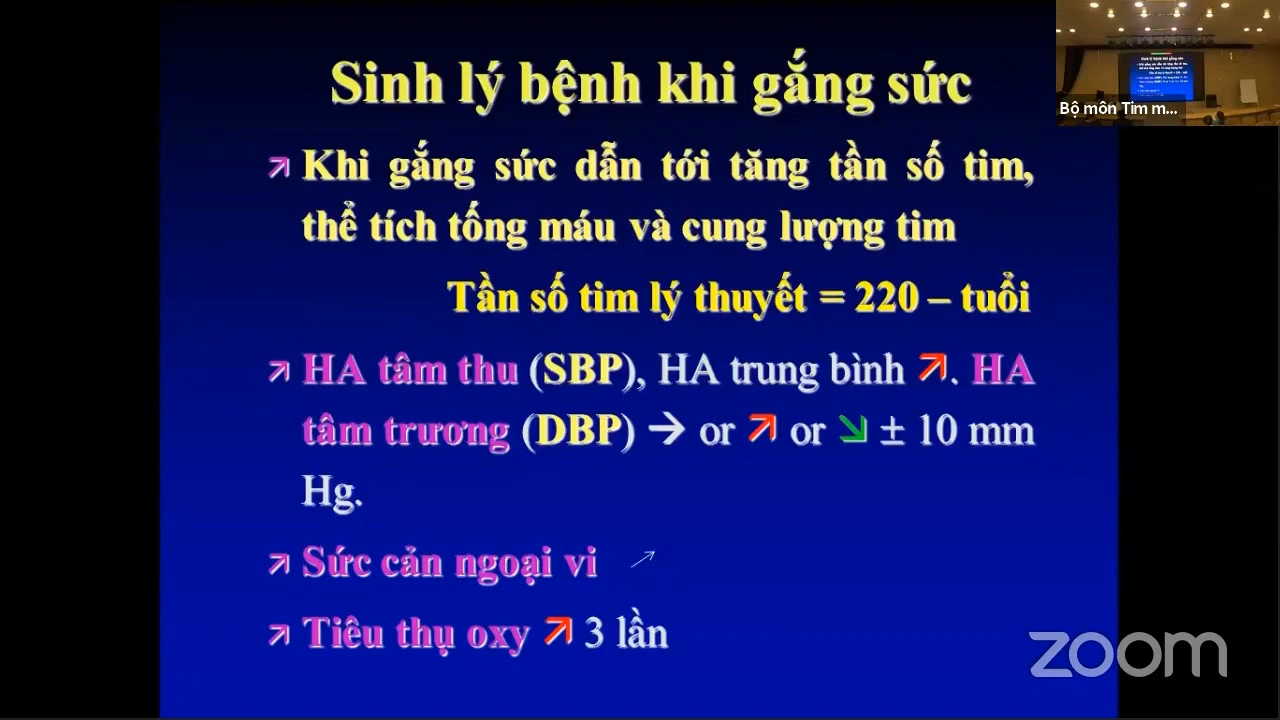 Sinh lý bệnh khi gắng sức
Khi gắng sức dẫn tới tăng tần số tim,
thể tích tống máu và cung lượng tim
Tần số tim lý thuyết = 220 – tuổi
HA tâm thu (SBP), HA trung bình ↗. HA
tâm trương (DBP) → or ↗ or ↘ ± 10 mm
Hg.
Sức cản ngoại vi ↗
Tiêu thụ oxy ↗ 3 lần
Bộ môn Tim m...
zoom